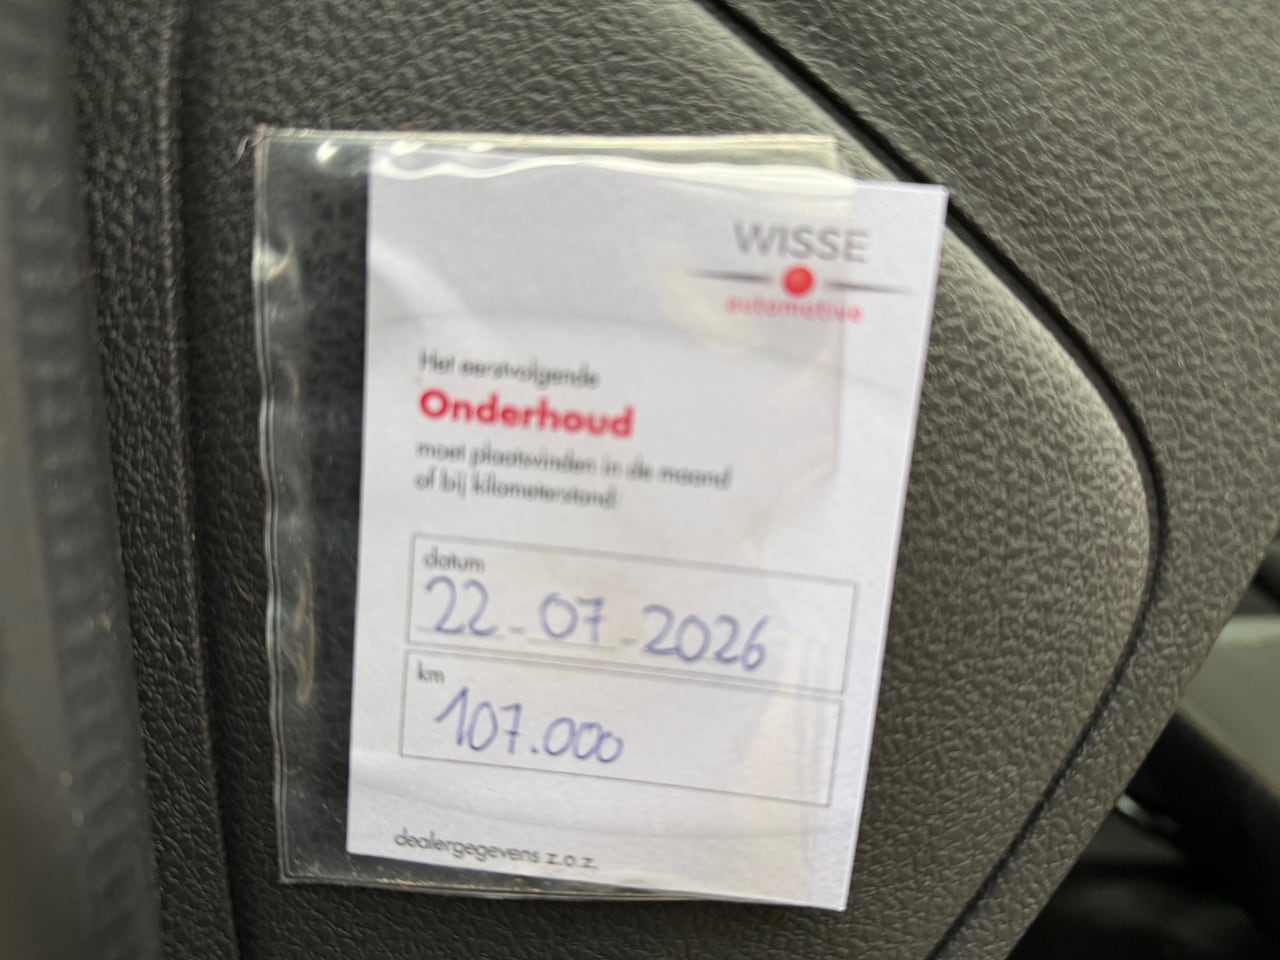 WISSE
automotive
Het eerstvolgende
Onderhoud
moet plaatsvinden in de maand
of bij kilometerstand:
datum
22-07-2026
km
107.000
dealergegevens z.o.z.